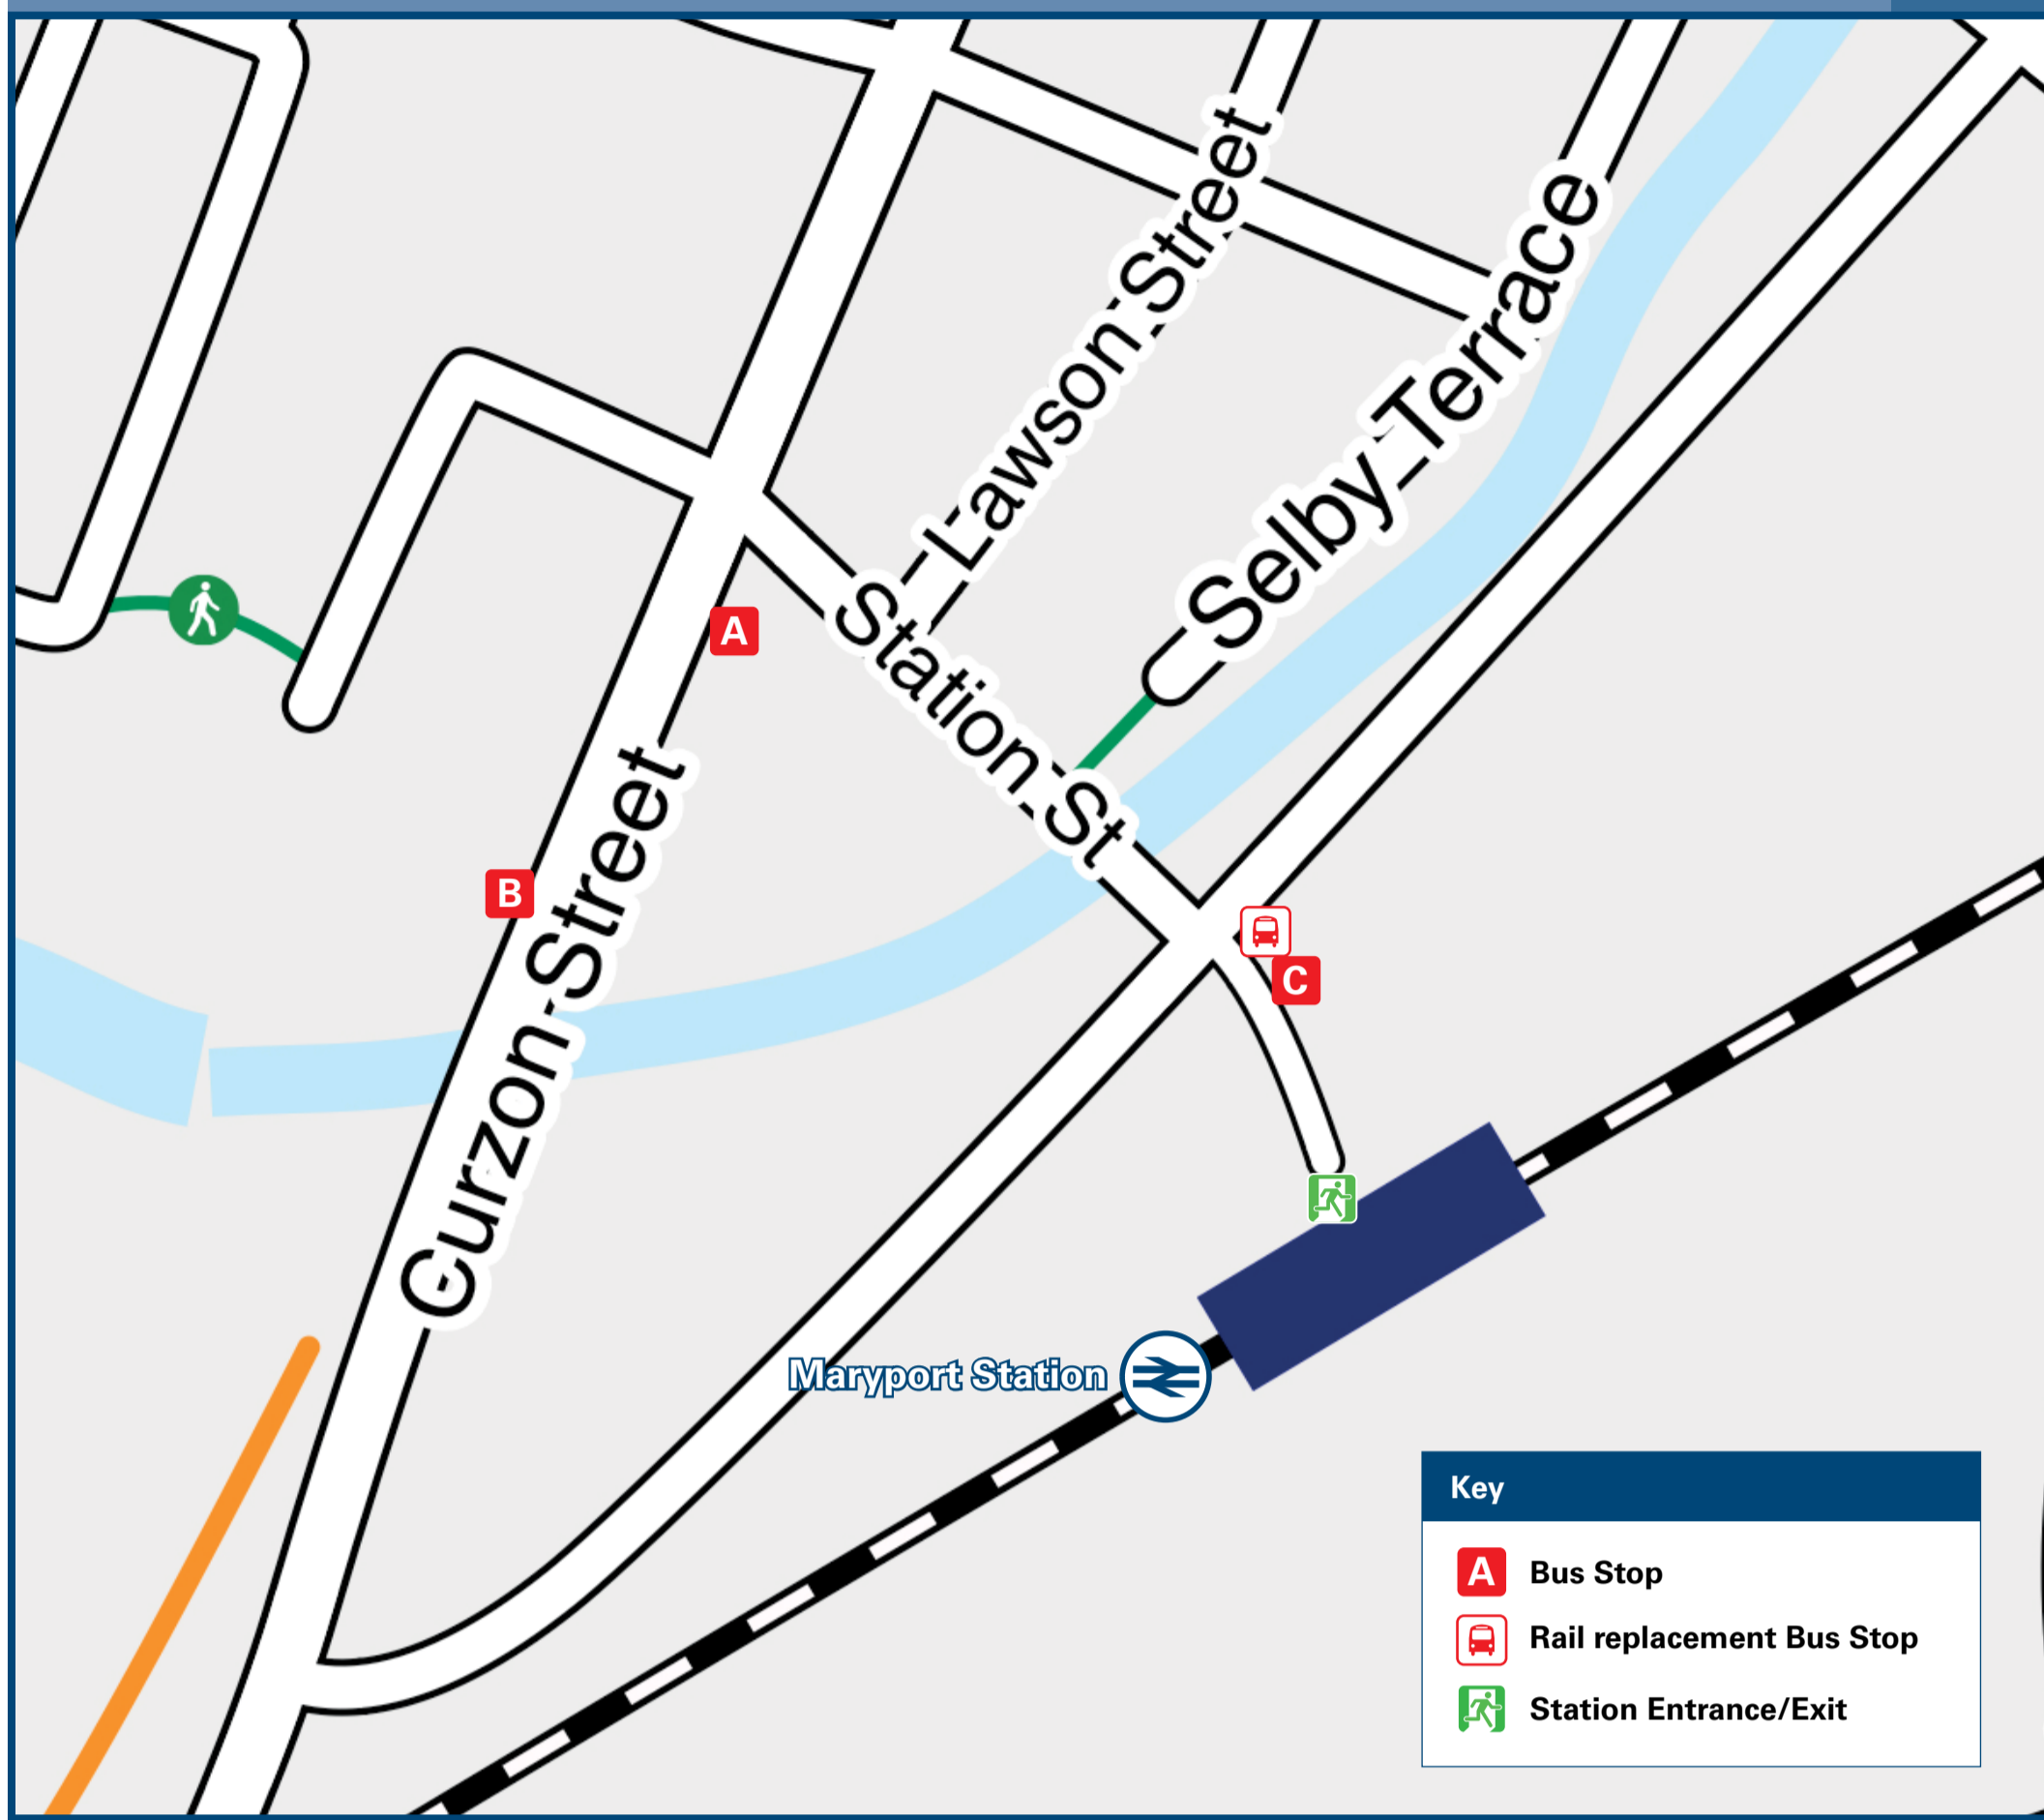 Lawson Street
Selby Terrace
A
Station St
B
Curzon Street
C
Maryport Station
Key
A Bus Stop
Rail replacement Bus Stop
Station Entrance/Exit